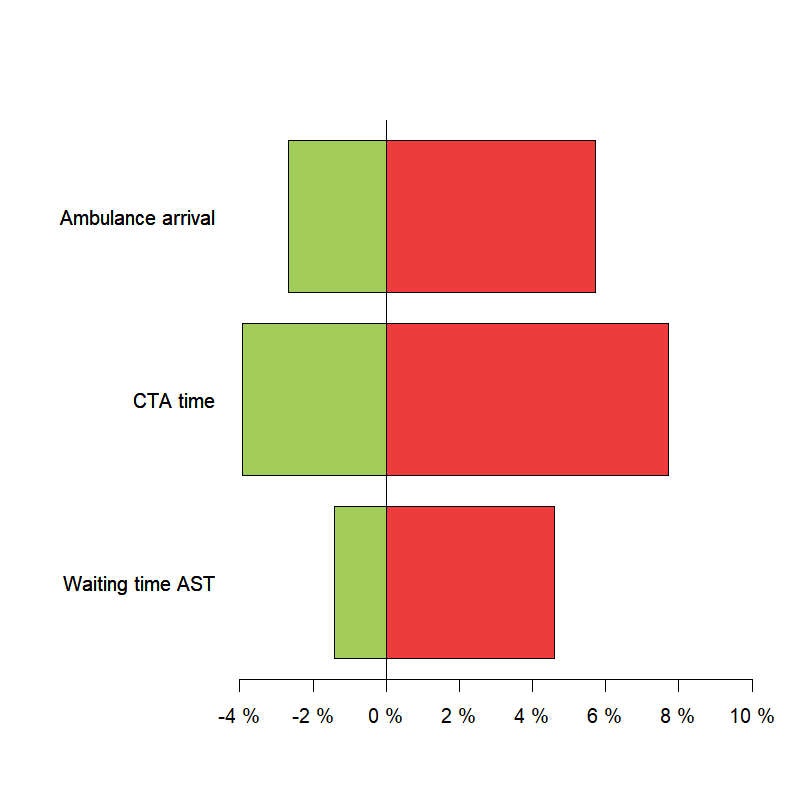 Ambulance arrival
CTA time
Waiting time AST
-4 % -2 % 0 % 2 % 4 % 6 % 8 % 10 %